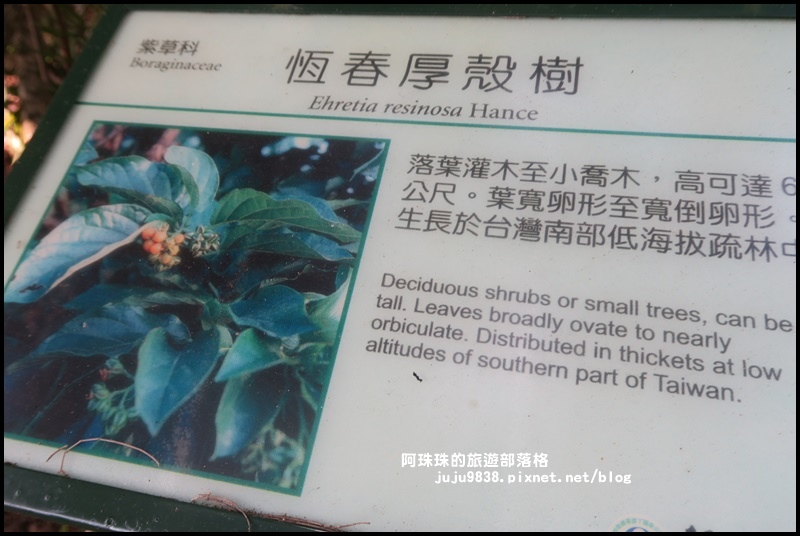 紫草科
Boraginaceae
恆春厚殼樹
Ehretia resinosa Hance
落葉灌木至小喬木，高可達6
公尺。葉寬卵形至寬倒卵形。
生長於台灣南部低海拔疏林中
Deciduous shrubs or small trees, can be
tall. Leaves broadly ovate to nearly
orbiculate. Distributed in thickets at low
altitudes of southern part of Taiwan.
阿珠珠的旅遊部落格
juju9838.pixnet.net/blog